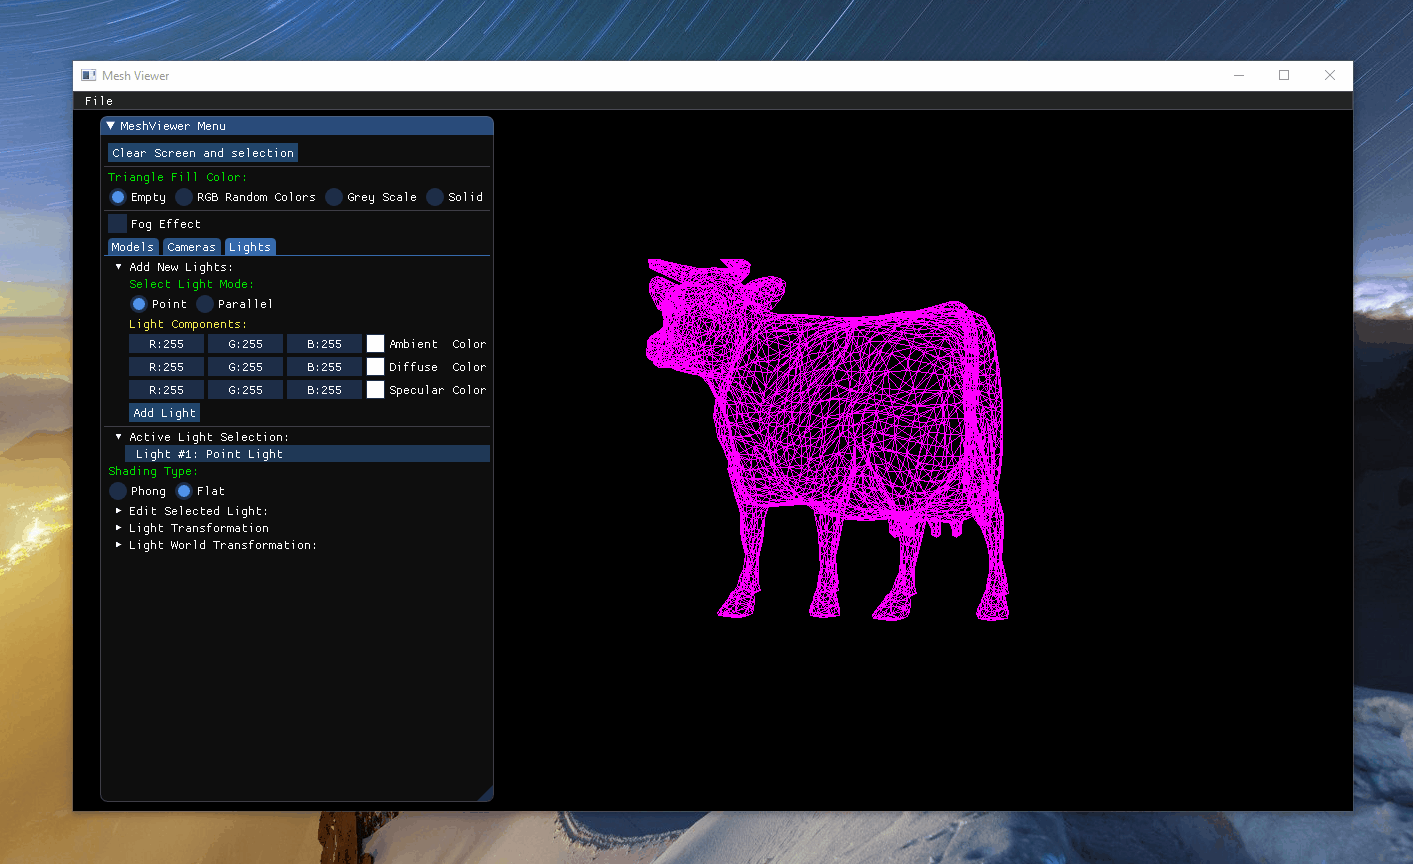 Mesh Viewer
File
MeshViewer Menu
Clear Screen and selection
Triangle Fill Color:
Empty RGB Random Colors Grey Scale Solid
Fog Effect
Models Cameras Lights
Add New Lights:
Select Light Mode:
Point Parallel
Light Components:
R:255 G:255 B:255 Ambient Color
R:255 G:255 B:255 Diffuse Color
R:255 G:255 B:255 Specular Color
Add Light
Active Light Selection:
Light #1: Point Light
Shading Type:
Phong Flat
Edit Selected Light:
Light Transformation
Light World Transformation: